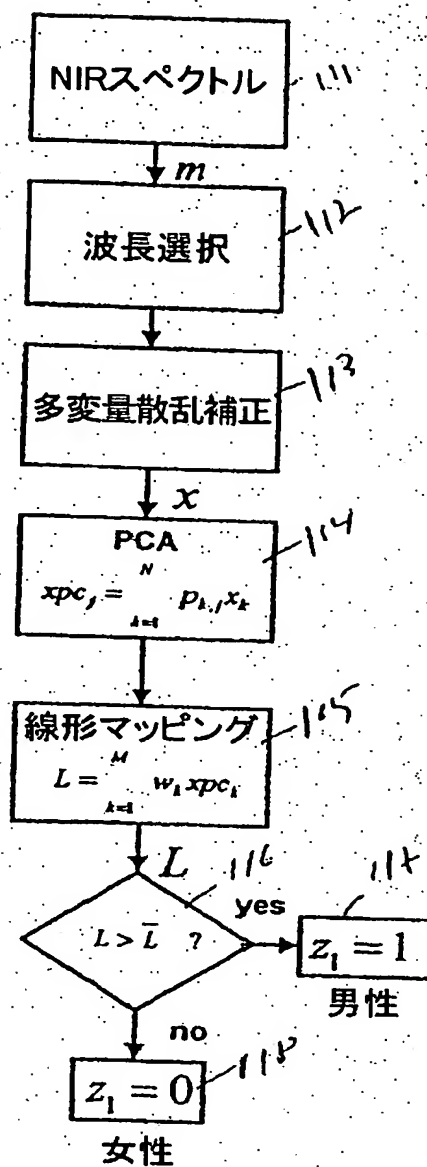 NIRスペクトル 111
m
波長選択 112
多変量散乱補正 113
x
PCA 114
N
xpc_j = p_{k,j} x_k
k=1
線形マッピング 115
M
L = w_k xpc_k
k=1
L 116
L > L̄ ?
yes
z_1 = 1
男性
no
z_1 = 0 118
女性